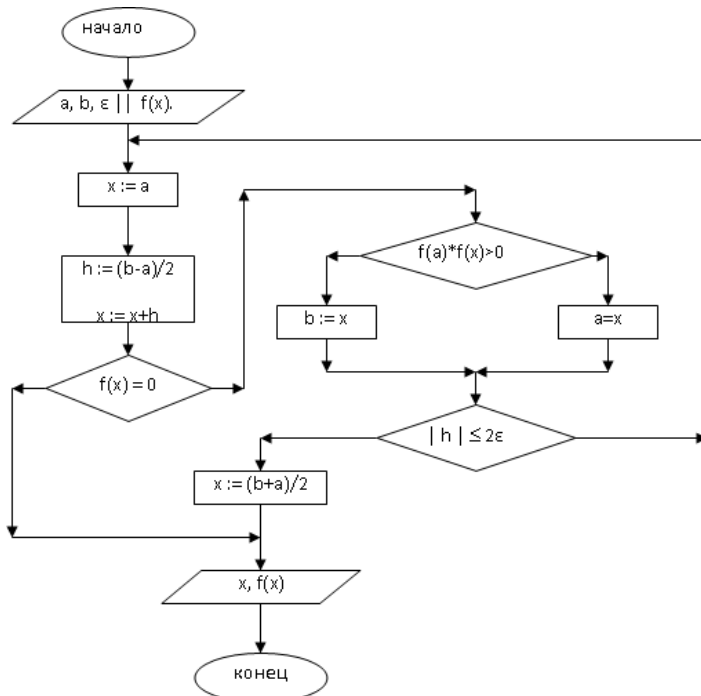 начало
a, b, ε || f(x).
x := a
h := (b-a)/2
x := x+h
f(x) = 0
f(a)*f(x)>0
b := x
a=x
| h | ≤ 2ε
x := (b+a)/2
x, f(x)
конец